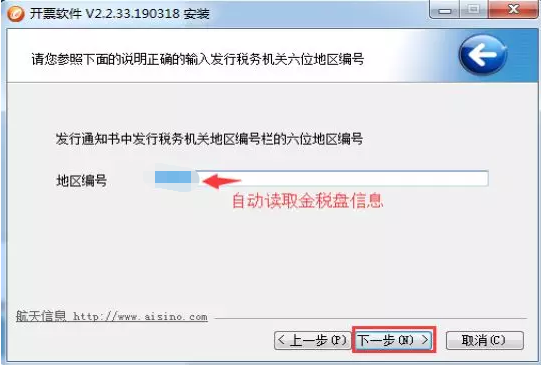 开票软件 V2.2.33.190318 安装
请您参照下面的说明正确的输入发行税务机关六位地区编号
发行通知书中发行税务机关地区编号栏的六位地区编号
地区编号
自动读取金税盘信息
航天信息 http://www.aisino.com
< 上一步(P) 下一步(N) > 取消(C)